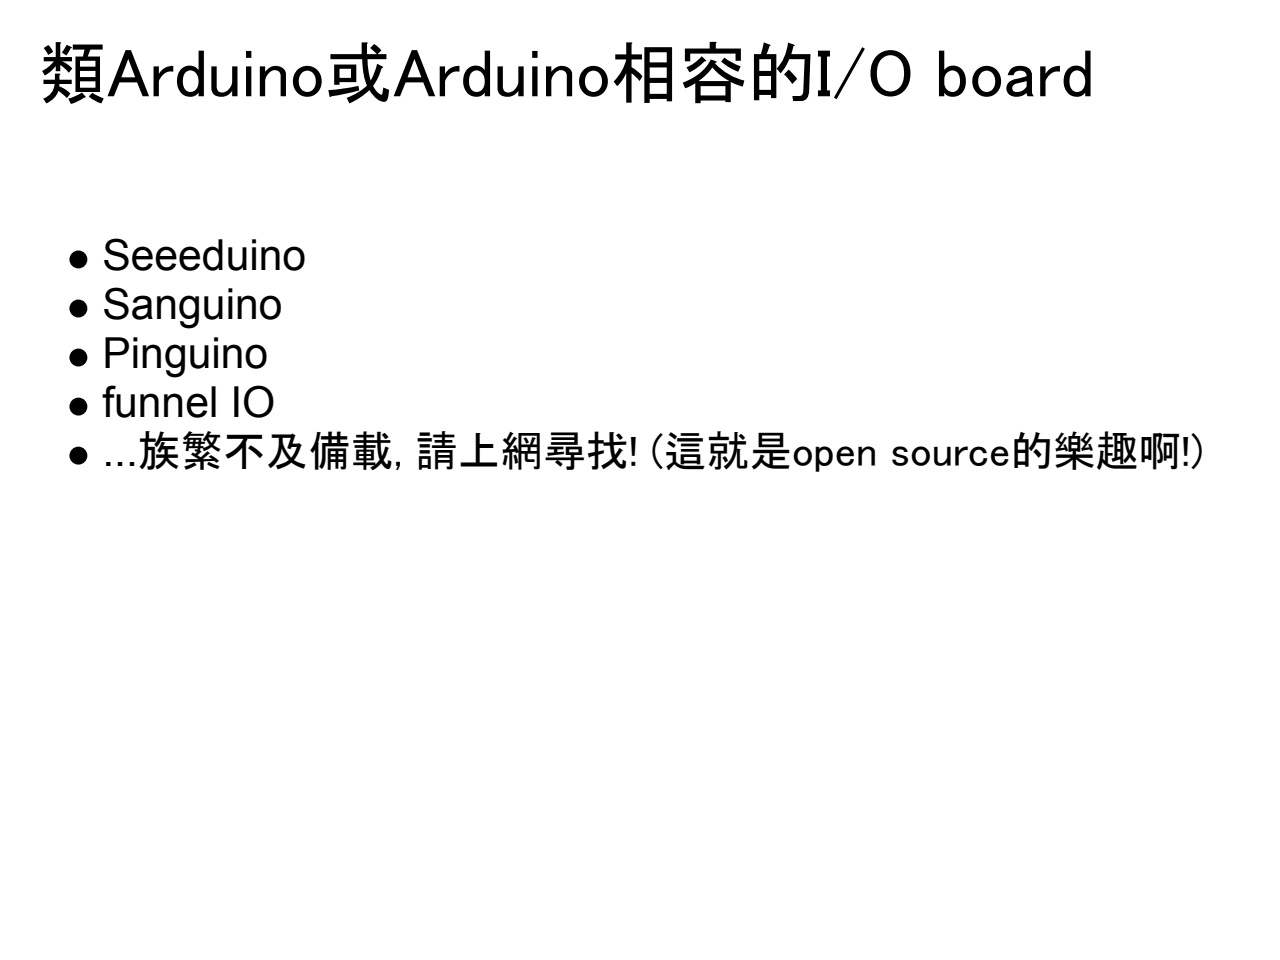 類Arduino或Arduino相容的I/O board
● Seeeduino
● Sanguino
● Pinguino
● funnel IO
● ...族繁不及備載, 請上網尋找! (這就是open source的樂趣啊!)